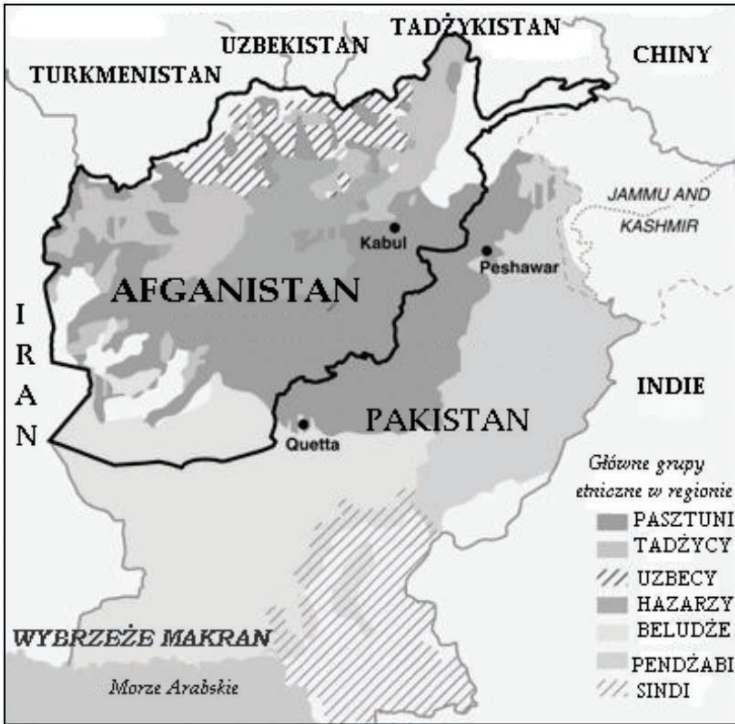 TADŻYKISTAN
UZBEKISTAN
CHINY
TURKMENISTAN
JAMMU AND
KASHMIR
Kabul
Peshawar
AFGANISTAN
I
R
A
N
INDIE
PAKISTAN
Quetta
Główne grupy
etniczne w regionie
PASZTUNI
TADŻYCY
UZBECY
HAZARZY
BELUDŻE
PENDŻABI
SINDI
WYBRZEŻE MAKRAN
Morze Arabskie